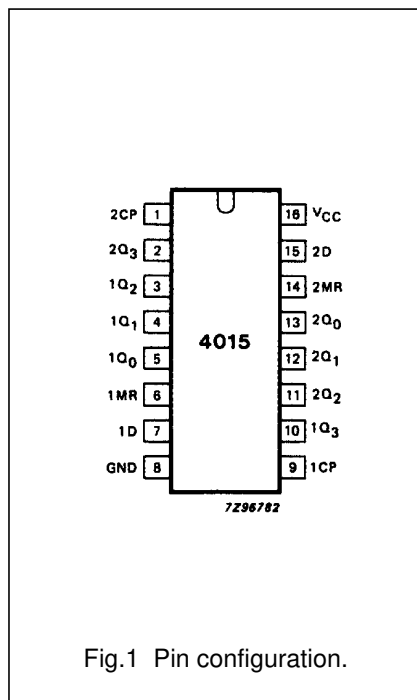 2CP 1 16 VCC
2Q3 2 15 2D
1Q2 3 14 2MR
1Q1 4 13 2Q0
4015
1Q0 5 12 2Q1
1MR 6 11 2Q2
1D 7 10 1Q3
GND 8 9 1CP
7Z96782
Fig.1 Pin configuration.